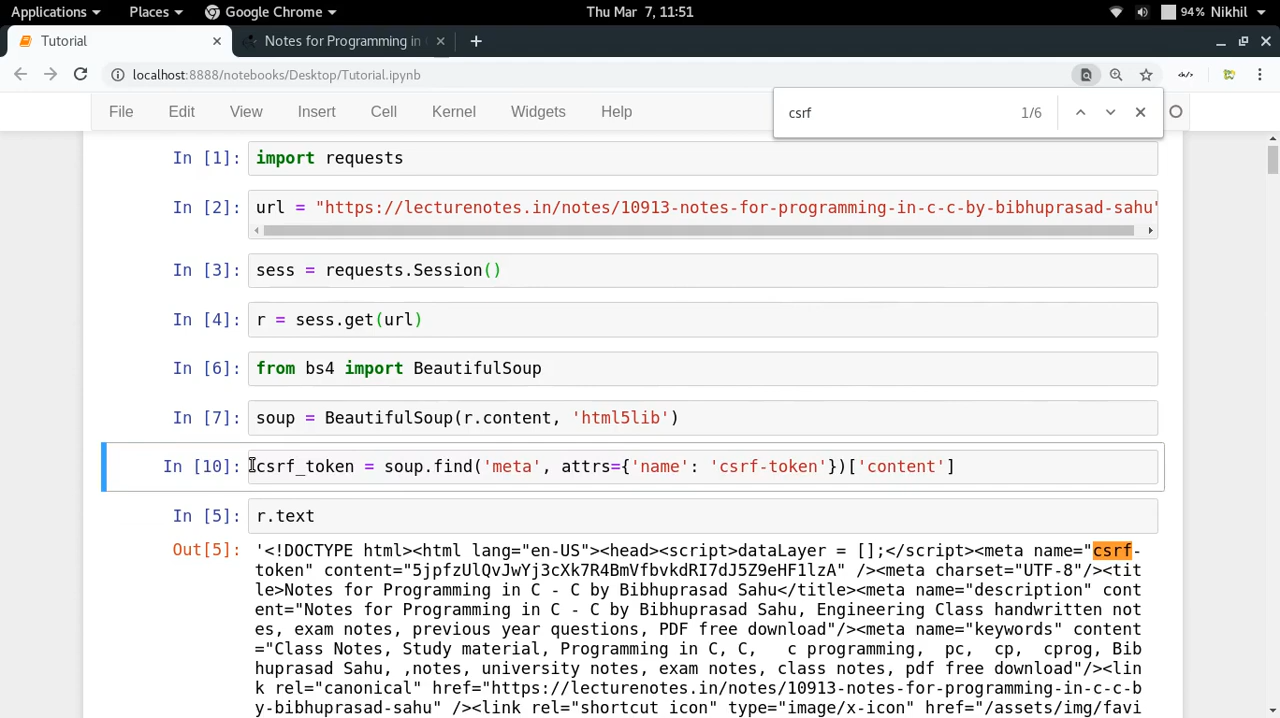 Applications Places Google Chrome Thu Mar 7, 11:51 94% Nikhil
Tutorial Notes for Programming in
localhost:8888/notebooks/Desktop/Tutorial.ipynb
File Edit View Insert Cell Kernel Widgets Help
csrf 1/6
In [1]: import requests
In [2]: url = "https://lecturenotes.in/notes/10913-notes-for-programming-in-c-c-by-bibhuprasad-sahu"
In [3]: sess = requests.Session()
In [4]: r = sess.get(url)
In [6]: from bs4 import BeautifulSoup
In [7]: soup = BeautifulSoup(r.content, 'html5lib')
In [10]: csrf_token = soup.find('meta', attrs={'name': 'csrf-token'})['content']
In [5]: r.text
Out[5]: '<!DOCTYPE html><html lang="en-US"><head><script>dataLayer = [];</script><meta name="csrf-
token" content="5jpfzUlQvJwYj3cXk7R4BmVfbvkdRI7dJ5Z9eHF1lzA" /><meta charset="UTF-8"/><tit
le>Notes for Programming in C - C by Bibhuprasad Sahu</title><meta name="description" cont
ent="Notes for Programming in C - C by Bibhuprasad Sahu, Engineering Class handwritten not
es, exam notes, previous year questions, PDF free download"/><meta name="keywords" content
="Class Notes, Study material, Programming in C, C,   c programming,  pc,  cp,  cprog, Bib
huprasad Sahu, ,notes, university notes, exam notes, class notes, pdf free download"/><lin
k rel="canonical" href="https://lecturenotes.in/notes/10913-notes-for-programming-in-c-c-b
y-bibhuprasad-sahu" /><link rel="shortcut icon" type="image/x-icon" href="/assets/img/favi